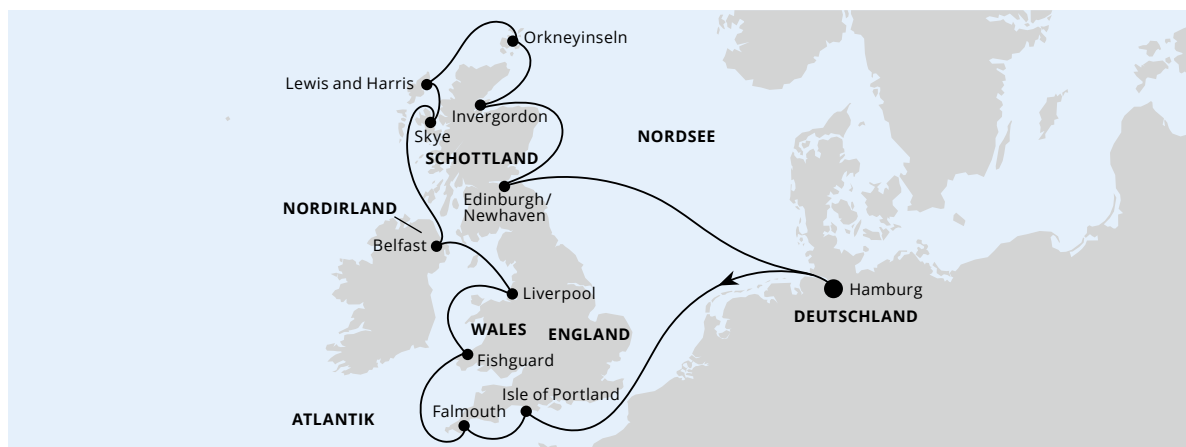 Orkneyinseln
Lewis and Harris
Invergordon
Skye
NORDSEE
SCHOTTLAND
Edinburgh/
Newhaven
NORDIRLAND
Belfast
Liverpool
Hamburg
DEUTSCHLAND
WALES
ENGLAND
Fishguard
Isle of Portland
Falmouth
ATLANTIK